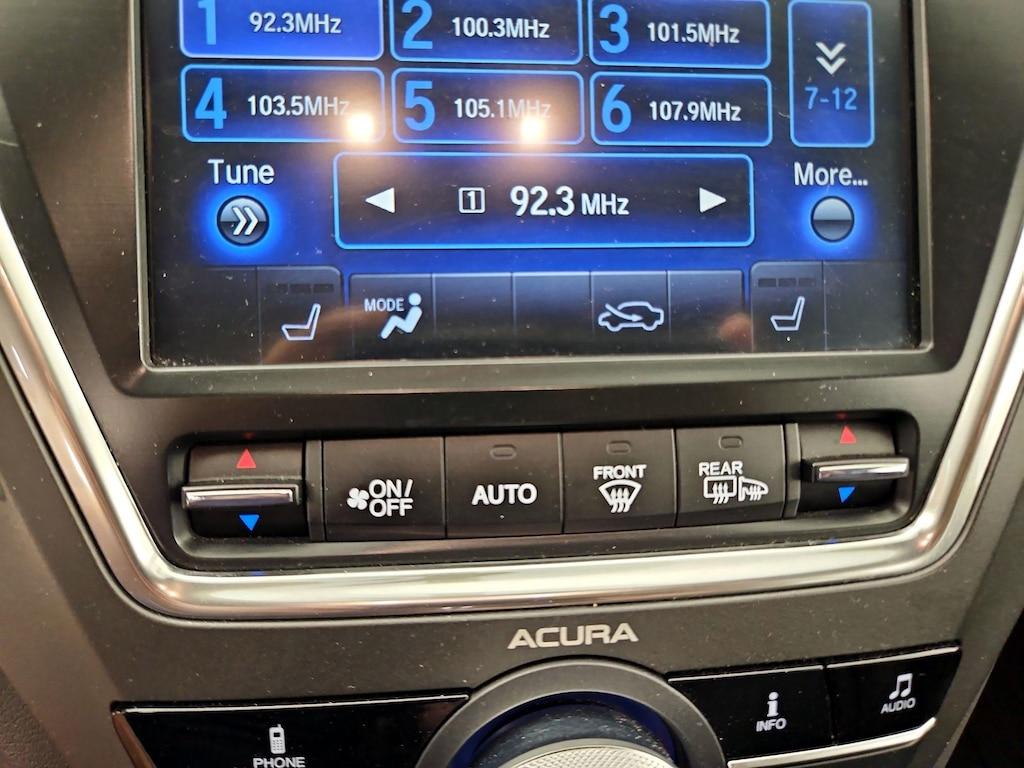 1 92.3MHz
2 100.3MHz
3 101.5MHz
4 103.5MHz
5 105.1MHz
6 107.9MHz
7-12
Tune
1 92.3 MHz
More...
MODE
ON/
OFF
AUTO
FRONT
REAR
ACURA
PHONE
INFO
AUDIO